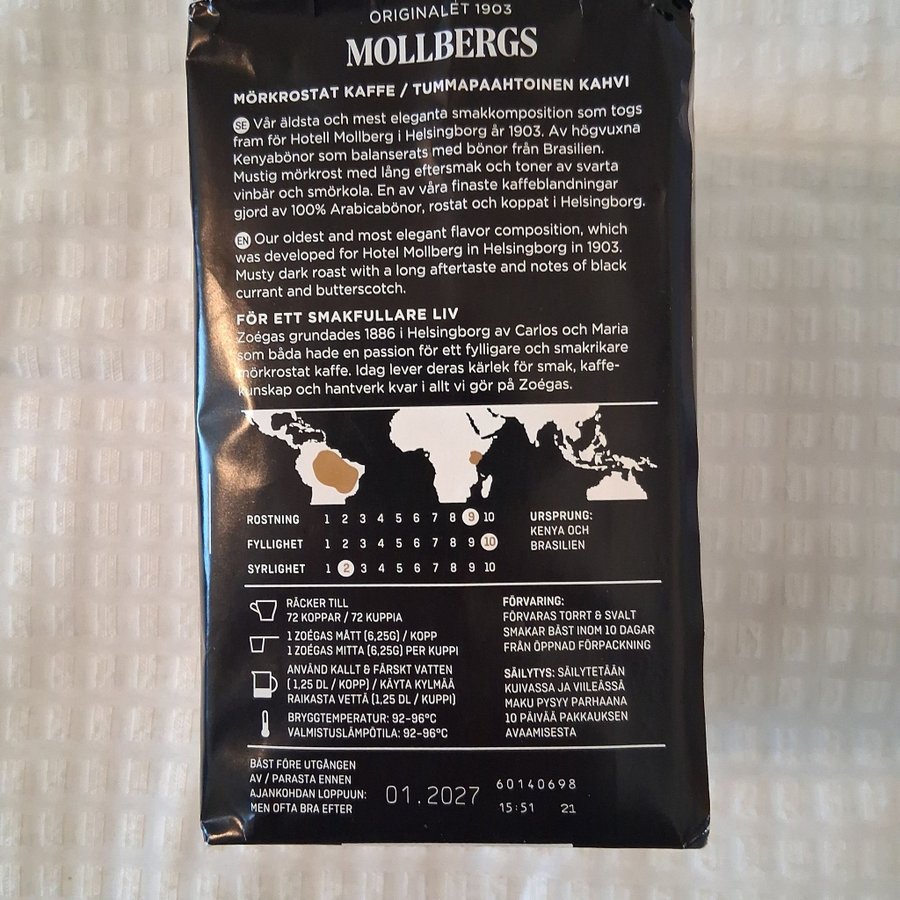 ORIGINALET 1903
MOLLBERGS
MÖRKROSTAT KAFFE / TUMMAPAAHTOINEN KAHVI
SE Vår äldsta och mest eleganta smakkomposition som togs
fram för Hotell Mollberg i Helsingborg år 1903. Av högvuxna
Kenyabönor som balanserats med bönor från Brasilien.
Mustig mörkrost med lång eftersmak och toner av svarta
vinbär och smörkola. En av våra finaste kaffeblandningar
gjord av 100% Arabicabönor, rostat och koppat i Helsingborg.
EN Our oldest and most elegant flavor composition, which
was developed for Hotel Mollberg in Helsingborg in 1903.
Musty dark roast with a long aftertaste and notes of black
currant and butterscotch.
FÖR ETT SMAKFULLARE LIV
Zoégas grundades 1886 i Helsingborg av Carlos och Maria
som båda hade en passion för ett fylligare och smakrikare
mörkrostat kaffe. Idag lever deras kärlek för smak, kaffe-
kunskap och hantverk kvar i allt vi gör på Zoégas.
ROSTNING 1 2 3 4 5 6 7 8 9 10
FYLLIGHET 1 2 3 4 5 6 7 8 9 10
SYRLIGHET 1 2 3 4 5 6 7 8 9 10
URSPRUNG:
KENYA OCH
BRASILIEN
RÄCKER TILL
72 KOPPAR / 72 KUPPIA
1 ZOÉGAS MÅTT (6,25G) / KOPP
1 ZOÉGAS MITTA (6,25G) PER KUPPI
ANVÄND KALLT & FÄRSKT VATTEN
(1,25 DL / KOPP) / KÄYTÄ KYLMÄÄ
RAIKASTA VETTÄ (1,25 DL / KUPPI)
BRYGGTEMPERATUR: 92-96°C
VALMISTUSLÄMPÖTILA: 92-96°C
FÖRVARING:
FÖRVARAS TORRT & SVALT
SMAKAR BÄST INOM 10 DAGAR
FRÅN ÖPPNAD FÖRPACKNING
SÄILYTYS: SÄILYTETÄÄN
KUIVASSA JA VIILEÄSSÄ
MAKU PYSYY PARHAANA
10 PÄIVÄÄ PAKKAUKSEN
AVAAMISESTA
BÄST FÖRE UTGÅNGEN
AV / PARASTA ENNEN
AJANKOHDAN LOPPUUN:
MEN OFTA BRA EFTER
01.2027
60140698
15:51 21